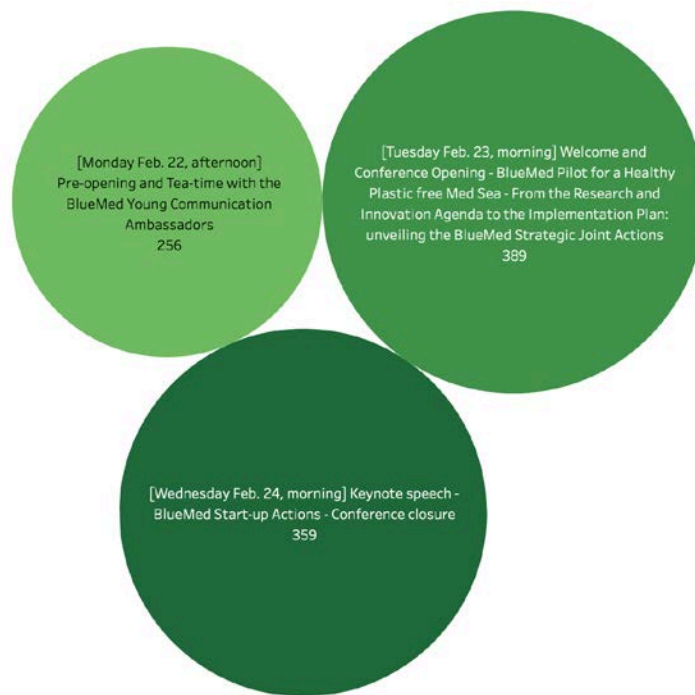 [Monday Feb. 22, afternoon]
Pre-opening and Tea-time with the
BlueMed Young Communication
Ambassadors
256
[Tuesday Feb. 23, morning] Welcome and
Conference Opening - BlueMed Pilot for a Healthy
Plastic free Med Sea - From the Research and
Innovation Agenda to the Implementation Plan:
unveiling the BlueMed Strategic Joint Actions
389
[Wednesday Feb. 24, morning] Keynote speech -
BlueMed Start-up Actions - Conference closure
359